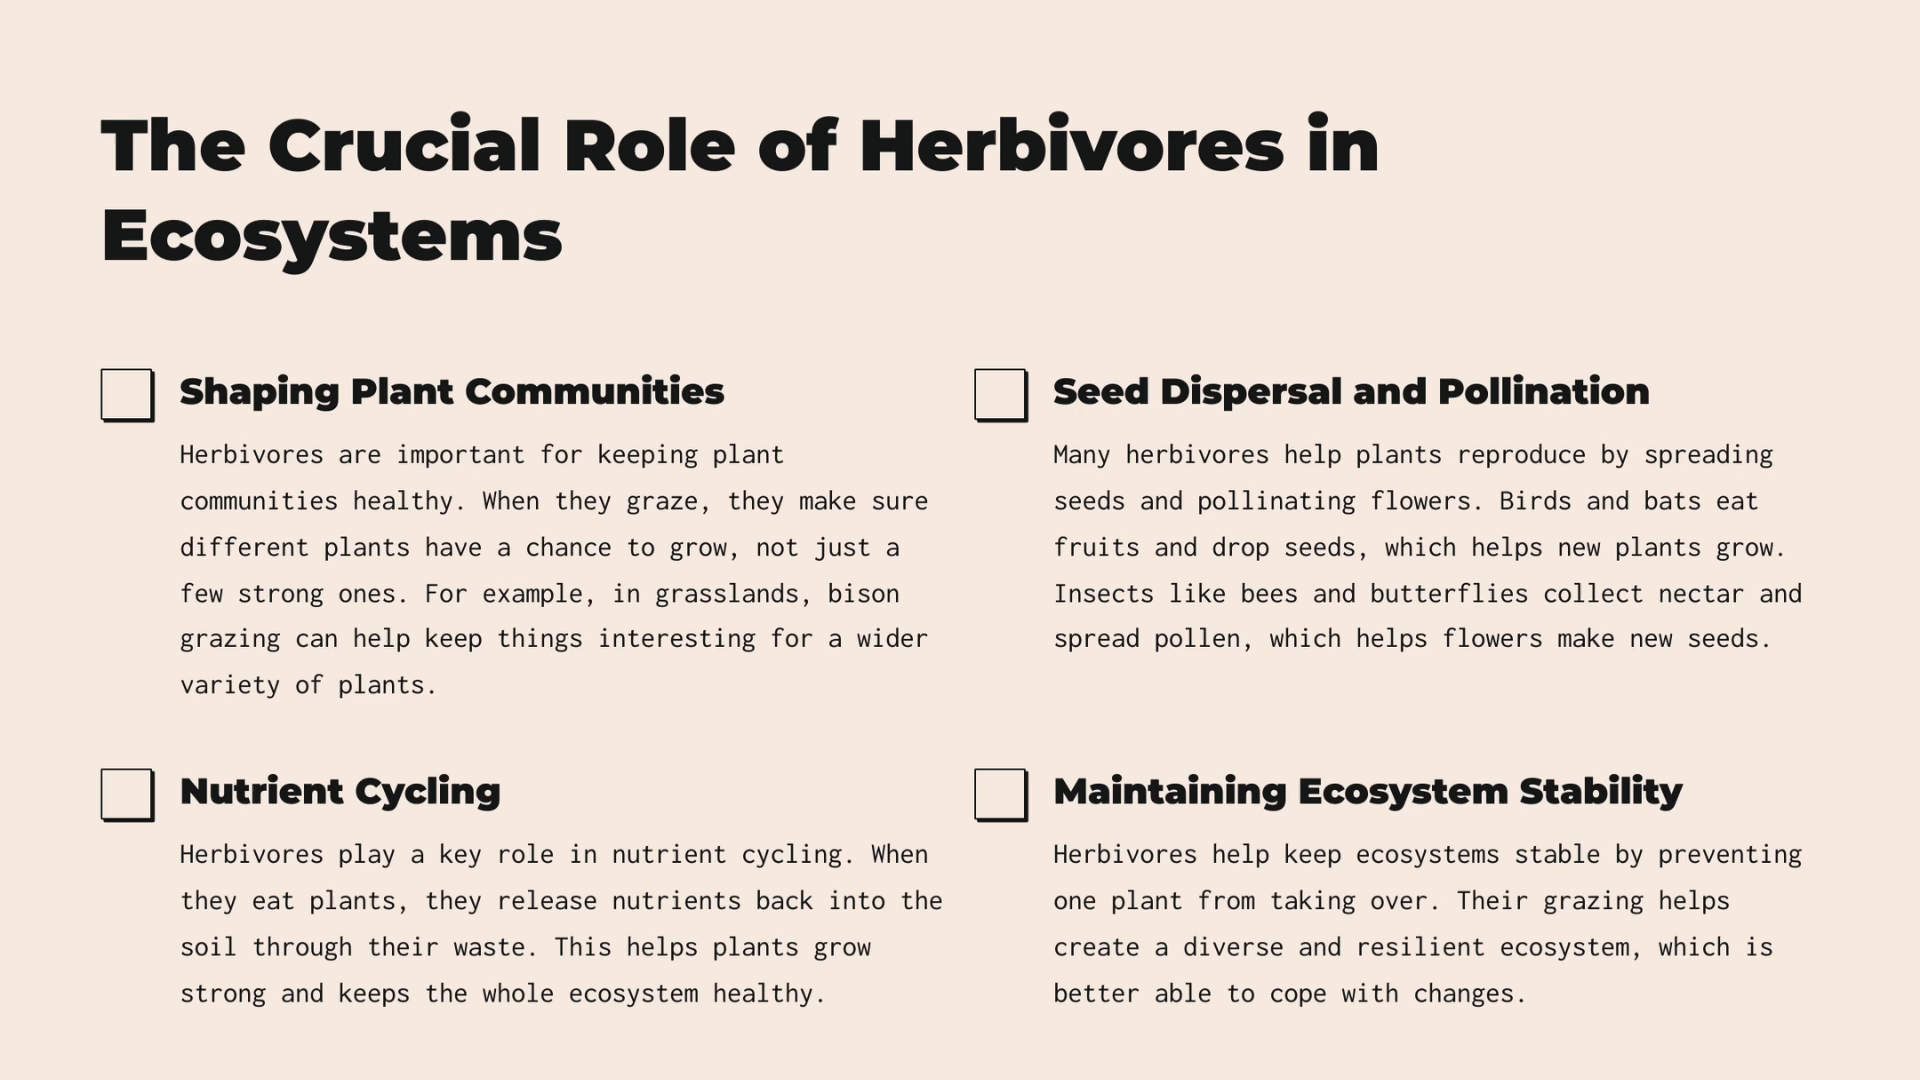 The Crucial Role of Herbivores in
Ecosystems
Shaping Plant Communities
Herbivores are important for keeping plant
communities healthy. When they graze, they make sure
different plants have a chance to grow, not just a
few strong ones. For example, in grasslands, bison
grazing can help keep things interesting for a wider
variety of plants.
Seed Dispersal and Pollination
Many herbivores help plants reproduce by spreading
seeds and pollinating flowers. Birds and bats eat
fruits and drop seeds, which helps new plants grow.
Insects like bees and butterflies collect nectar and
spread pollen, which helps flowers make new seeds.
Nutrient Cycling
Herbivores play a key role in nutrient cycling. When
they eat plants, they release nutrients back into the
soil through their waste. This helps plants grow
strong and keeps the whole ecosystem healthy.
Maintaining Ecosystem Stability
Herbivores help keep ecosystems stable by preventing
one plant from taking over. Their grazing helps
create a diverse and resilient ecosystem, which is
better able to cope with changes.